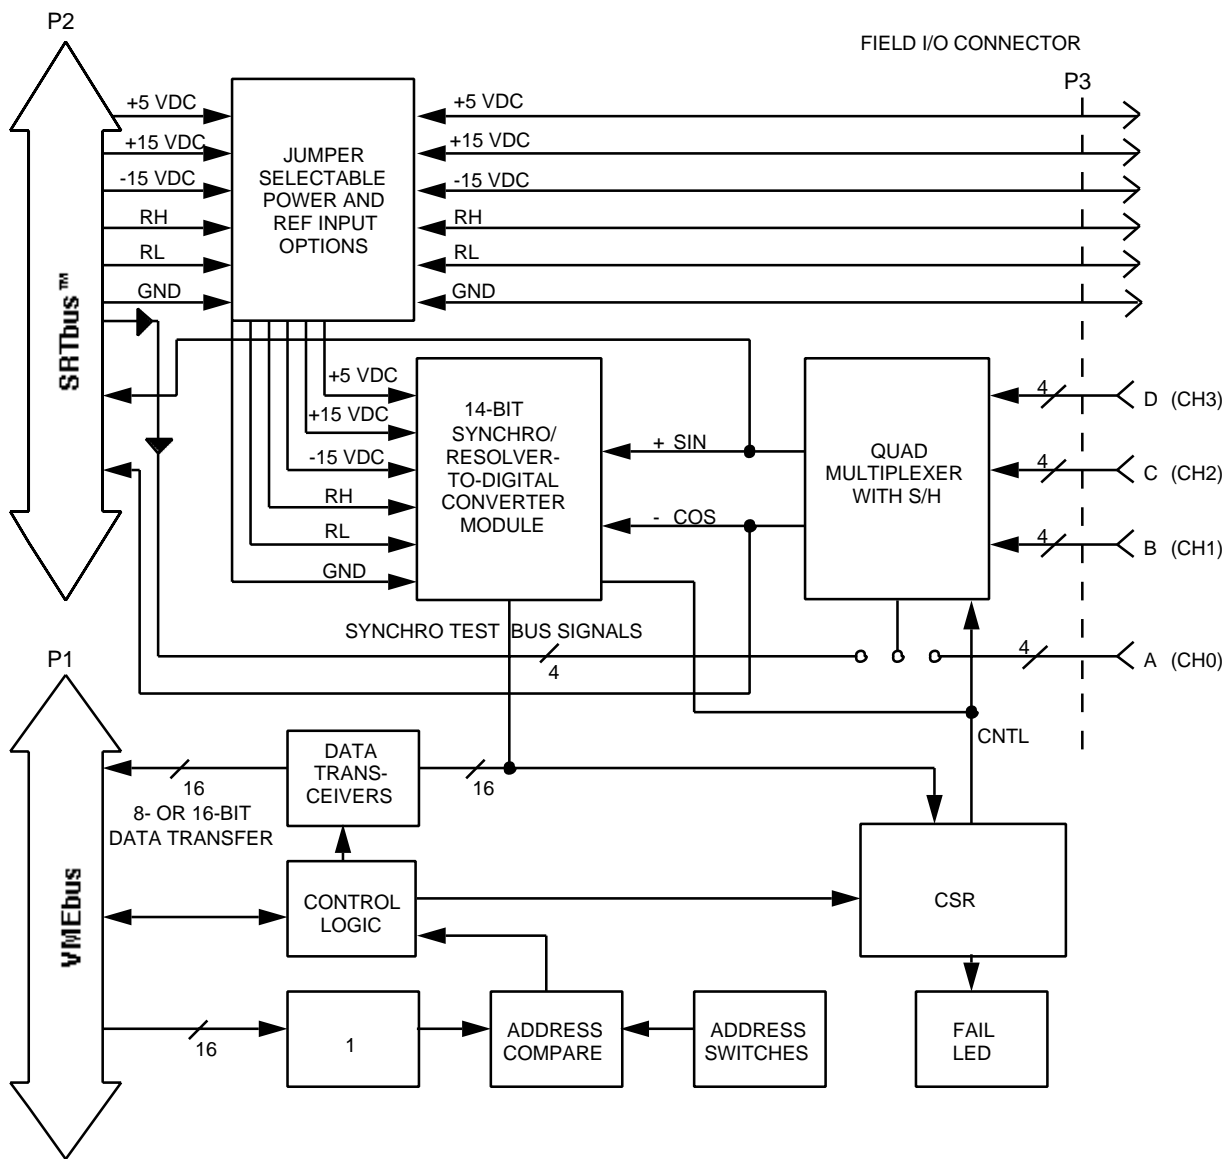 P2
FIELD I/O CONNECTOR
P3
+5 VDC
+15 VDC
-15 VDC
RH
RL
GND
JUMPER
SELECTABLE
POWER AND
REF INPUT
OPTIONS
+5 VDC
+15 VDC
-15 VDC
RH
RL
GND
SRTbus™
+5 VDC
+15 VDC
-15 VDC
RH
RL
GND
14-BIT
SYNCHRO/
RESOLVER-
TO-DIGITAL
CONVERTER
MODULE
+ SIN
- COS
QUAD
MULTIPLEXER
WITH S/H
4 D (CH3)
4 C (CH2)
4 B (CH1)
4 A (CH0)
SYNCHRO TEST BUS SIGNALS
4
CNTL
P1
VMEbus
16
8- OR 16-BIT
DATA TRANSFER
DATA
TRANS-
CEIVERS
16
CONTROL
LOGIC
CSR
16
1
ADDRESS
COMPARE
ADDRESS
SWITCHES
FAIL
LED